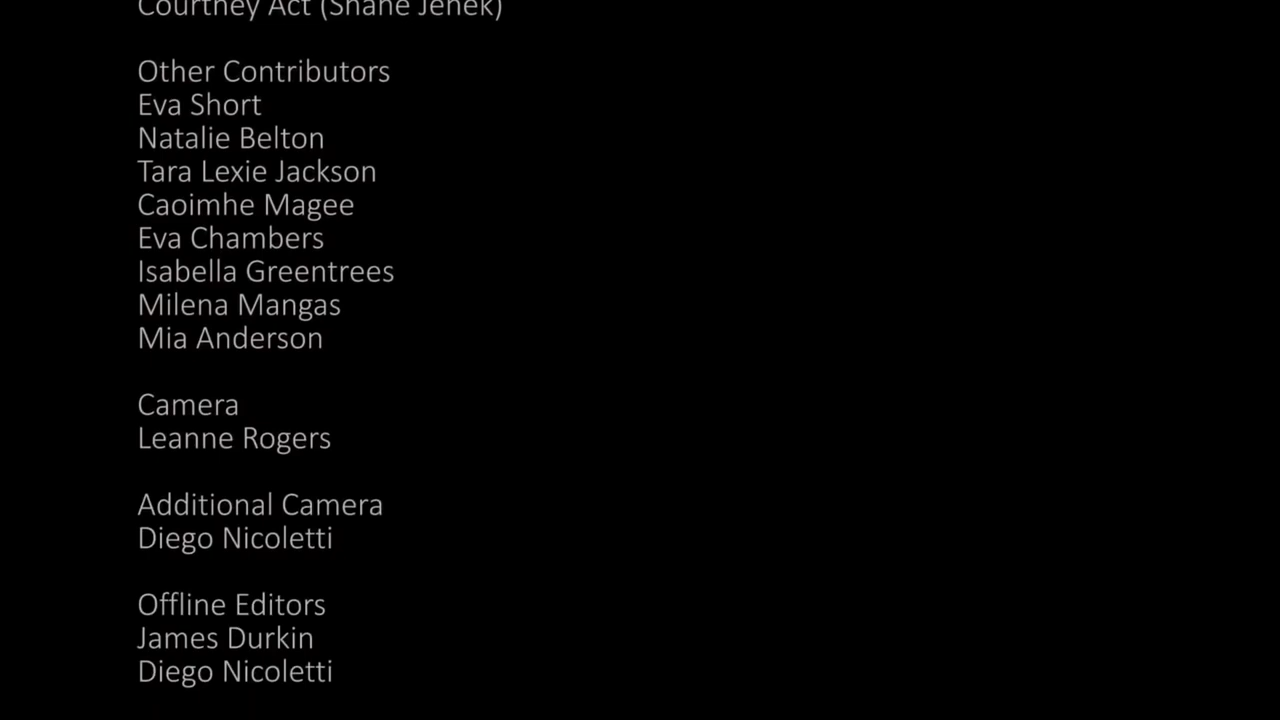 Courtney Act (Shane Jenek)
Other Contributors
Eva Short
Natalie Belton
Tara Lexie Jackson
Caoimhe Magee
Eva Chambers
Isabella Greentrees
Milena Mangas
Mia Anderson
Camera
Leanne Rogers
Additional Camera
Diego Nicoletti
Offline Editors
James Durkin
Diego Nicoletti